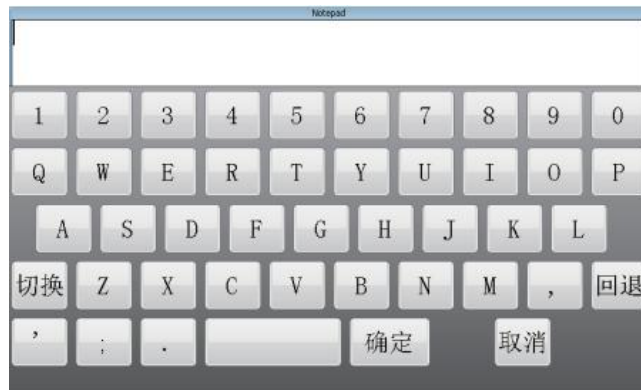 Notepad
1 2 3 4 5 6 7 8 9 0
Q W E R T Y U I O P
A S D F G H J K L
切换 Z X C V B N M , 回退
' ; . 确定 取消